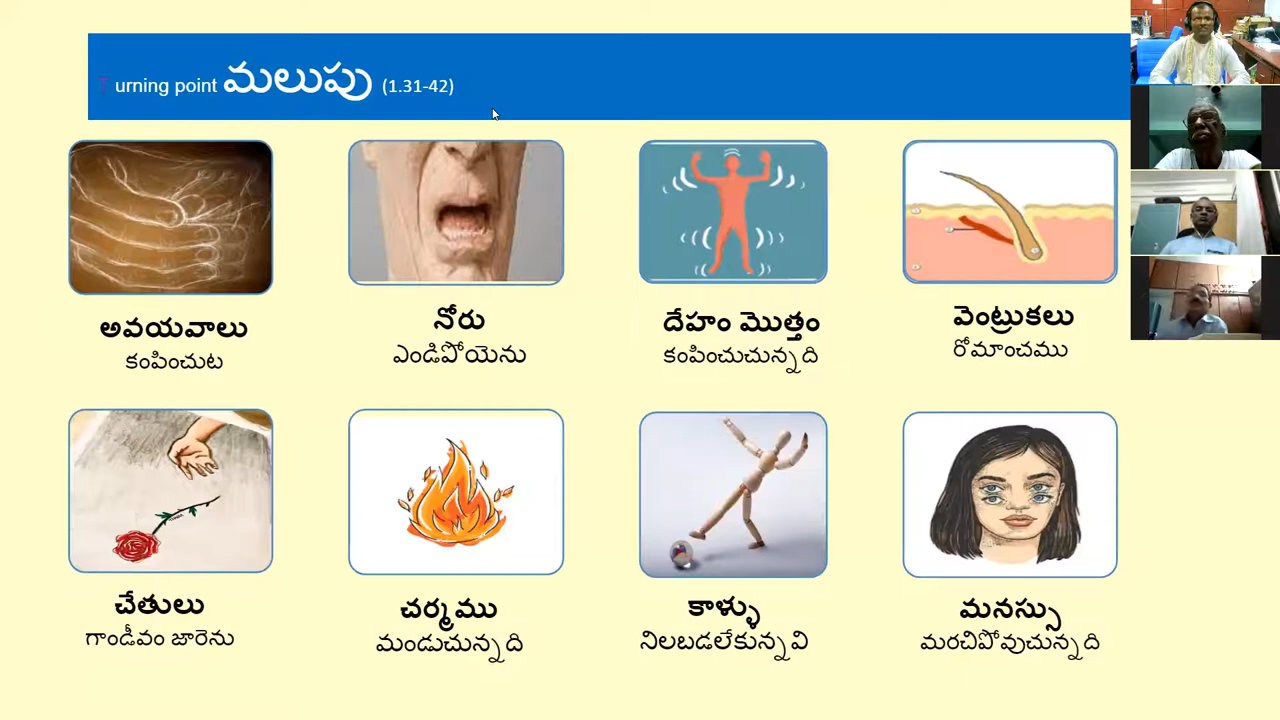 Turning point మలుపు (1.31-42)
అవయవాలు
కంపించుట
నోరు
ఎండిపోయెను
దేహం మొత్తం
కంపించుచున్నది
వెంట్రుకలు
రోమాంచము
చేతులు
గాండీవం జారెను
చర్మము
మండుచున్నది
కాళ్ళు
నిలబడలేకున్నవి
మనస్సు
మరచిపోవుచున్నది